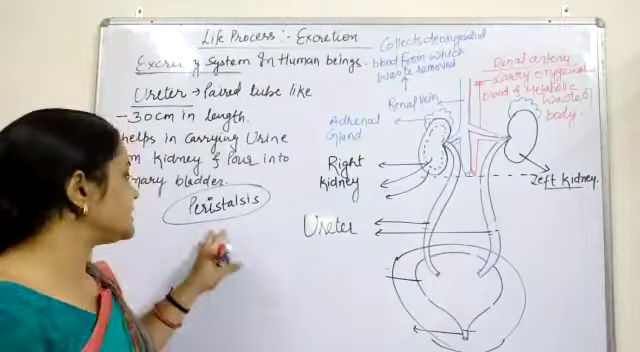 Life Process :- Excretion
Excre y System In Human beings.
Ureter → Paired tube like
30cm in length.
helps in Carrying Urine
m Kidney & Pour into
nary bladder.
Peristalsis
Collects deoxygenated
blood from which
waste removed
Renal vein
Adrenal
Gland
Right
Kidney
Ureter
Renal artery
Carry oxygenated
blood & Metabolic
waste of
body.
Left Kidney.